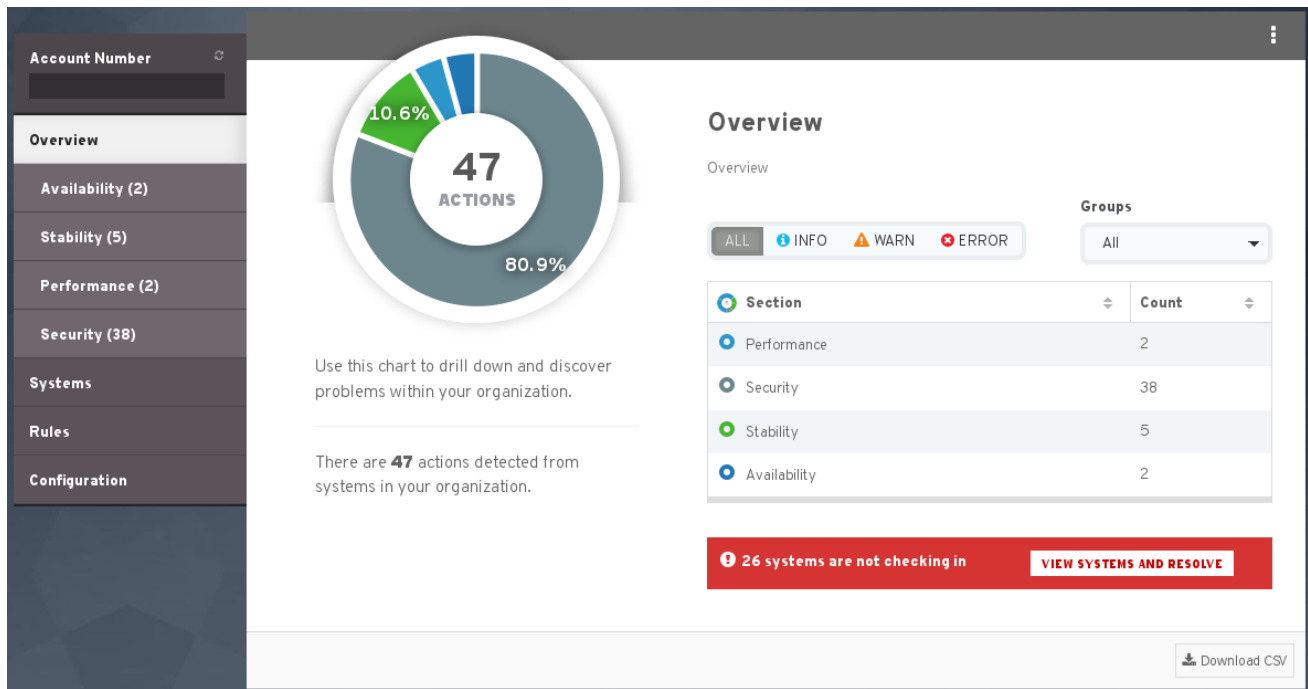 Account Number
Overview
Availability (2)
Stability (5)
Performance (2)
Security (38)
Systems
Rules
Configuration
10.6%
47
ACTIONS
80.9%
Use this chart to drill down and discover
problems within your organization.
There are 47 actions detected from
systems in your organization.
Overview
Overview
Groups
ALL INFO WARN ERROR
All
Section Count
Performance 2
Security 38
Stability 5
Availability 2
26 systems are not checking in VIEW SYSTEMS AND RESOLVE
Download CSV